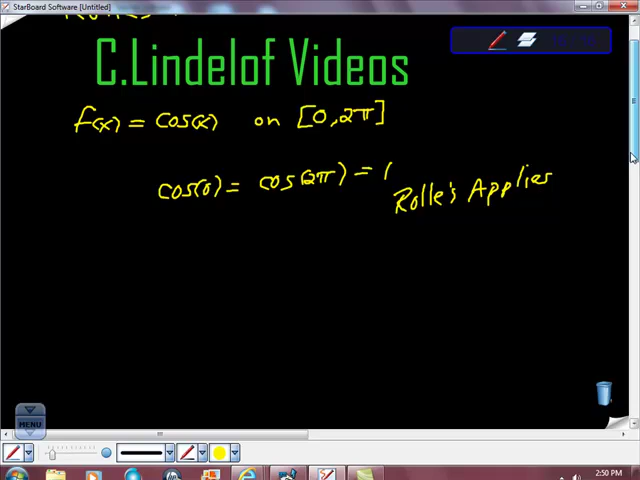 StarBoard Software [Untitled]
C.Lindelof Videos
f(x) = cos(x) on [0, 2π]
cos(0) = cos(2π) = 1
Rolle's Applies
MENU
2:50 PM